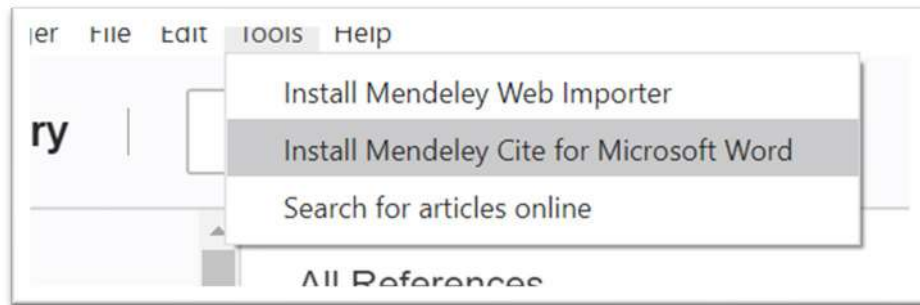 ger File Edit Tools Help
Install Mendeley Web Importer
ry
Install Mendeley Cite for Microsoft Word
Search for articles online
All References